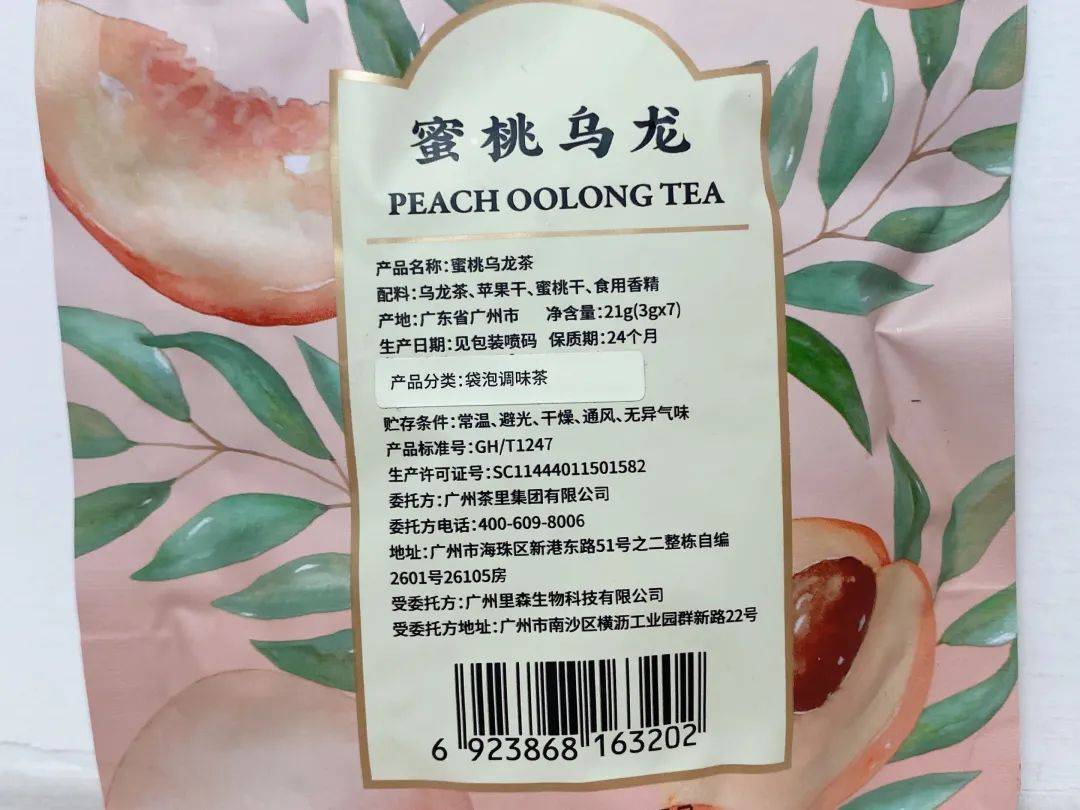 蜜桃乌龙
PEACH OOLONG TEA
产品名称:蜜桃乌龙茶
配料:乌龙茶、苹果干、蜜桃干、食用香精
产地:广东省广州市 净含量:21g(3gx7)
生产日期:见包装喷码 保质期:24个月
产品分类:袋泡调味茶
贮存条件:常温、避光、干燥、通风、无异气味
产品标准号:GH/T1247
生产许可证号:SC11444011501582
委托方:广州茶里集团有限公司
委托方电话:400-609-8006
地址:广州市海珠区新港东路51号之二整栋自编
2601号26105房
受委托方:广州里森生物科技有限公司
受委托方地址:广州市南沙区横沥工业园群新路22号
6 923868 163202